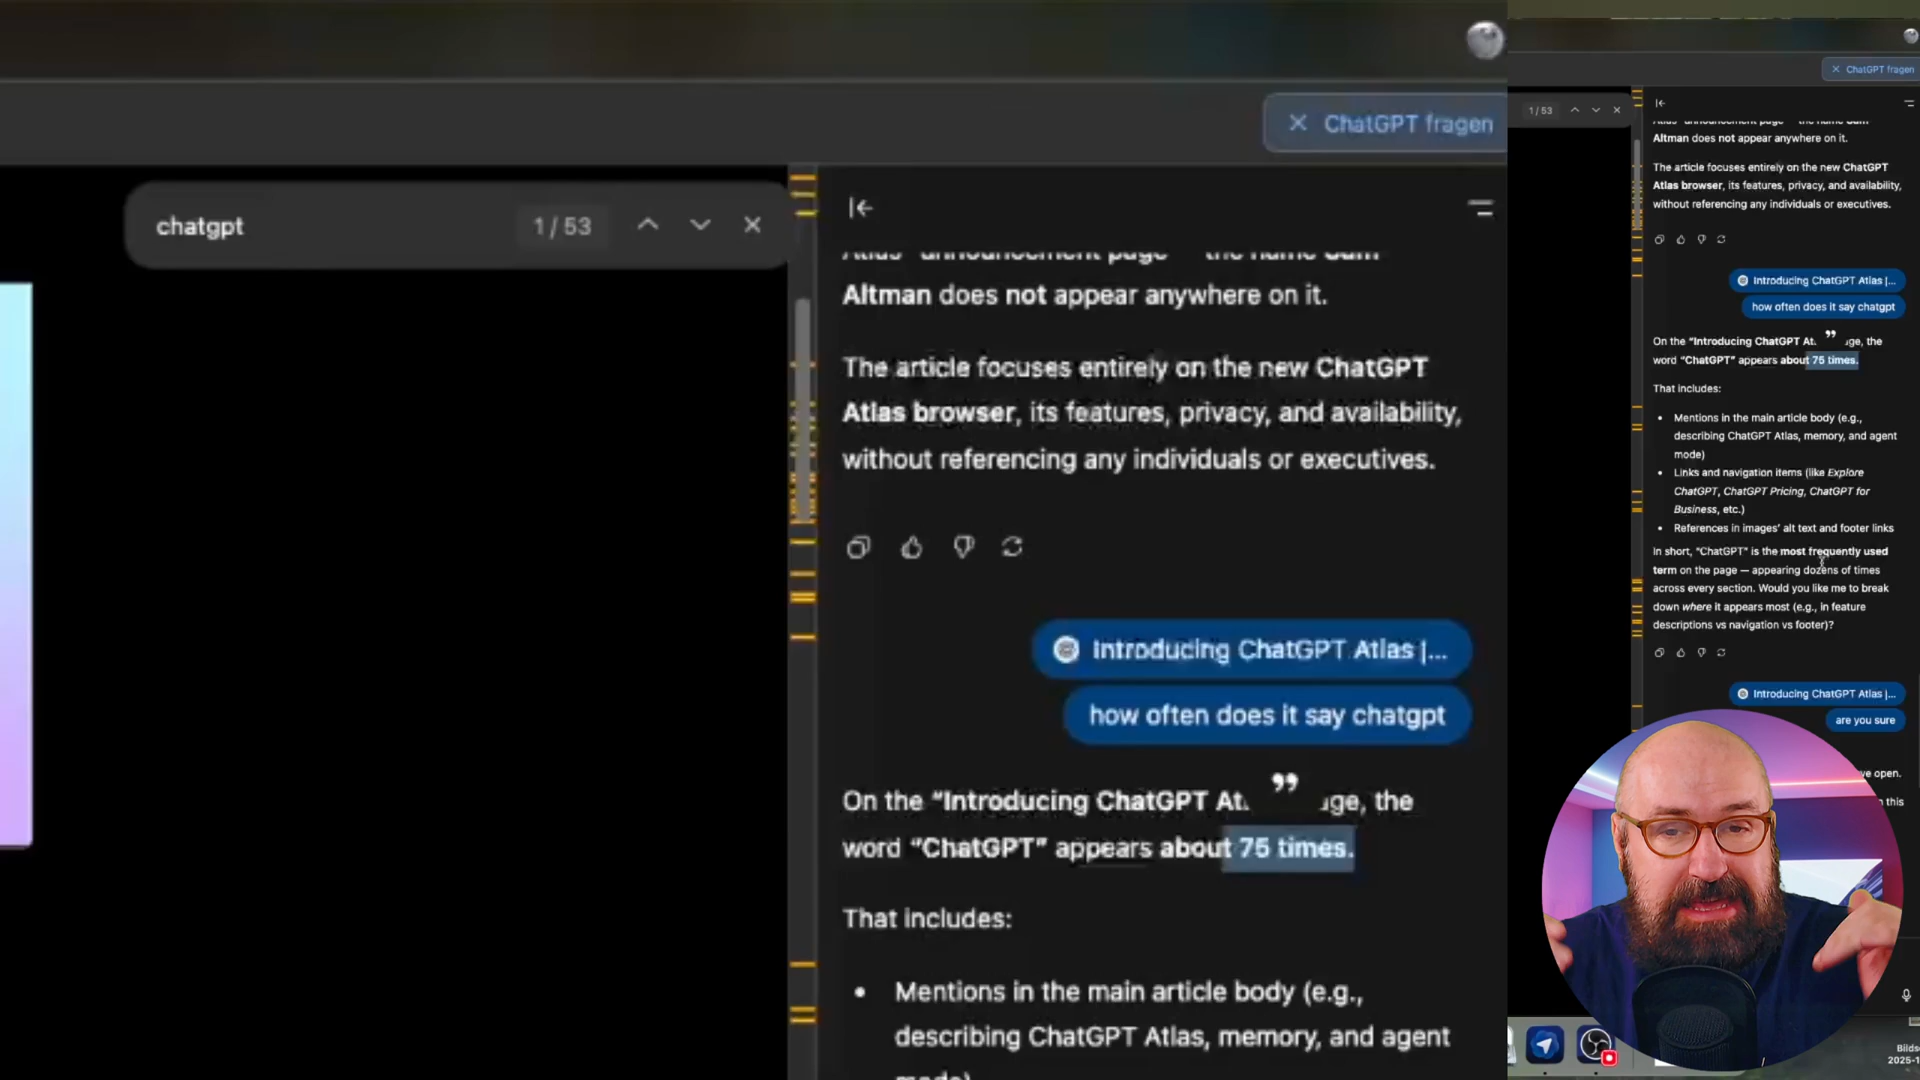 ChatGPT fragen
chatgpt
1/53
Altman does not appear anywhere on it.
The article focuses entirely on the new ChatGPT
Atlas browser, its features, privacy, and availability,
without referencing any individuals or executives.
Introducing ChatGPT Atlas |...
how often does it say chatgpt
On the “Introducing ChatGPT At. ”
the
word “ChatGPT” appears about 75 times.
That includes:
• Mentions in the main article body (e.g.,
describing ChatGPT Atlas, memory, and agent
mode)
ChatGPT fragen
1/53
Altman does not appear anywhere on it.
The article focuses entirely on the new ChatGPT
Atlas browser, its features, privacy, and availability,
without referencing any individuals or executives.
Introducing ChatGPT Atlas |...
how often does it say chatgpt
On the “Introducing ChatGPT At. ”
the
word “ChatGPT” appears about 75 times.
That includes:
• Mentions in the main article body (e.g.,
describing ChatGPT Atlas, memory, and agent
mode)
• Links and navigation items (like Explore
ChatGPT, ChatGPT Pricing, ChatGPT for
Business, etc.)
• References in images’ alt text and footer links
In short, “ChatGPT” is the most frequently used
term on the page — appearing dozens of times
across every section. Would you like me to break
down where it appears most (e.g., in feature
descriptions vs navigation vs footer)?
Introducing ChatGPT Atlas |...
are you sure
open.
this